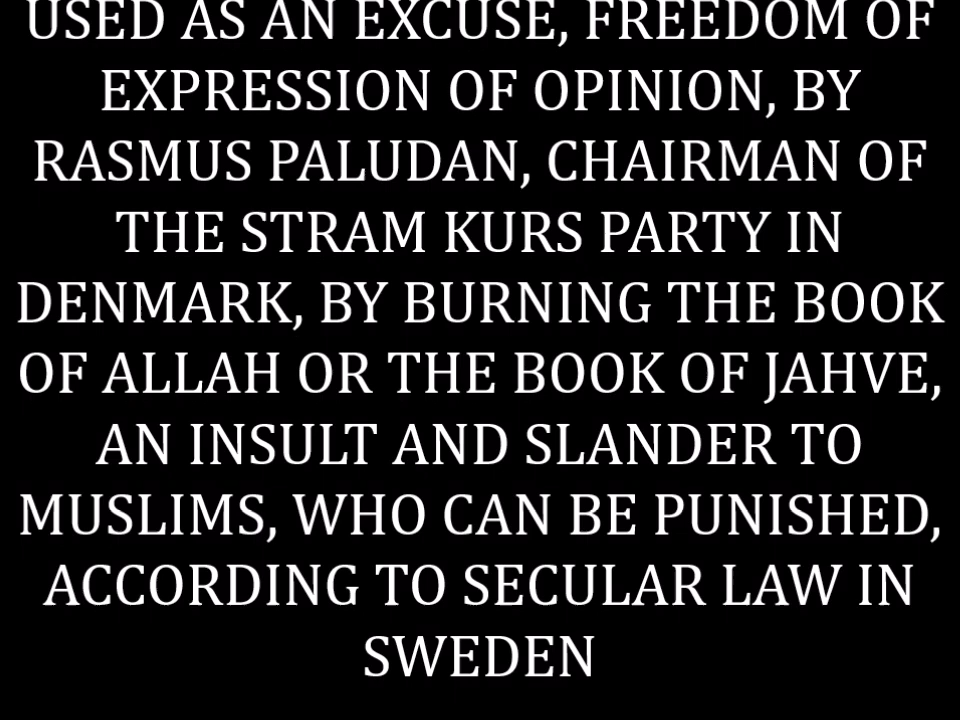 USED AS AN EXCUSE, FREEDOM OF
EXPRESSION OF OPINION, BY
RASMUS PALUDAN, CHAIRMAN OF
THE STRAM KURS PARTY IN
DENMARK, BY BURNING THE BOOK
OF ALLAH OR THE BOOK OF JAHVE,
AN INSULT AND SLANDER TO
MUSLIMS, WHO CAN BE PUNISHED,
ACCORDING TO SECULAR LAW IN
SWEDEN